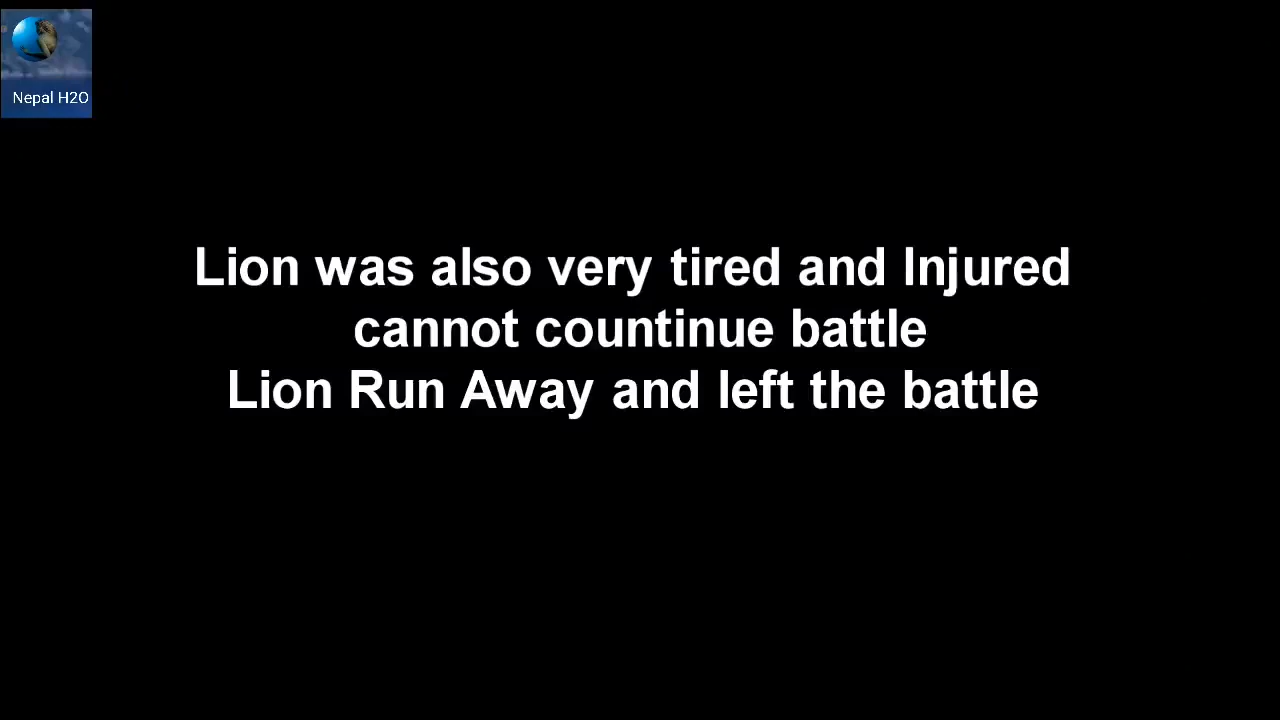 Nepal H2O
Lion was also very tired and Injured
cannot countinue battle
Lion Run Away and left the battle